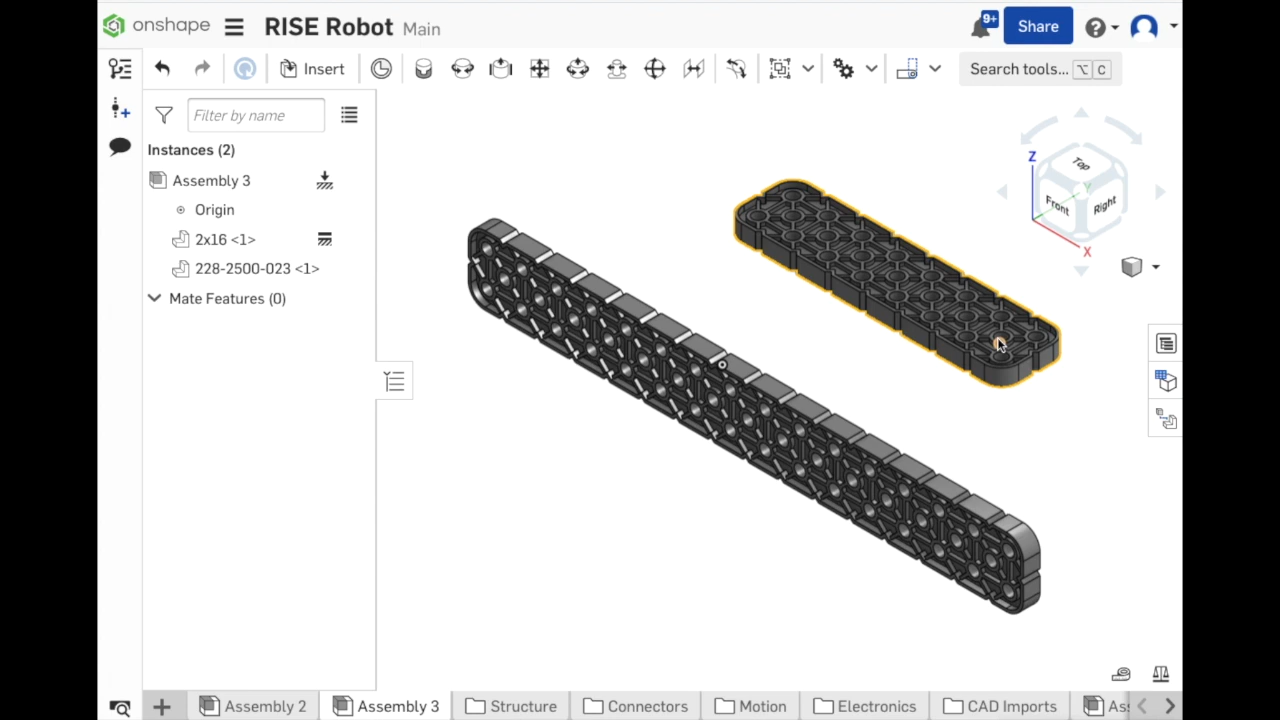 onshape
RISE Robot Main
9+
Share
Insert
Search tools... ⌥ C
Filter by name
Instances (2)
Assembly 3
Origin
2x16 <1>
228-2500-023 <1>
Mate Features (0)
Z
Top
Y
Front
Right
X
Assembly 2
Assembly 3
Structure
Connectors
Motion
Electronics
CAD Imports